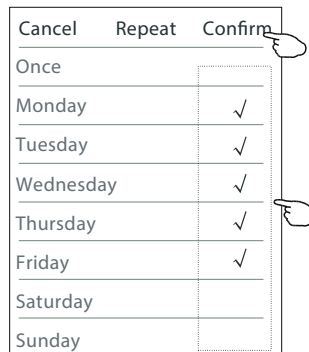 Cancel Repeat Confirm
Once
Monday √
Tuesday √
Wednesday √
Thursday √
Friday √
Saturday
Sunday